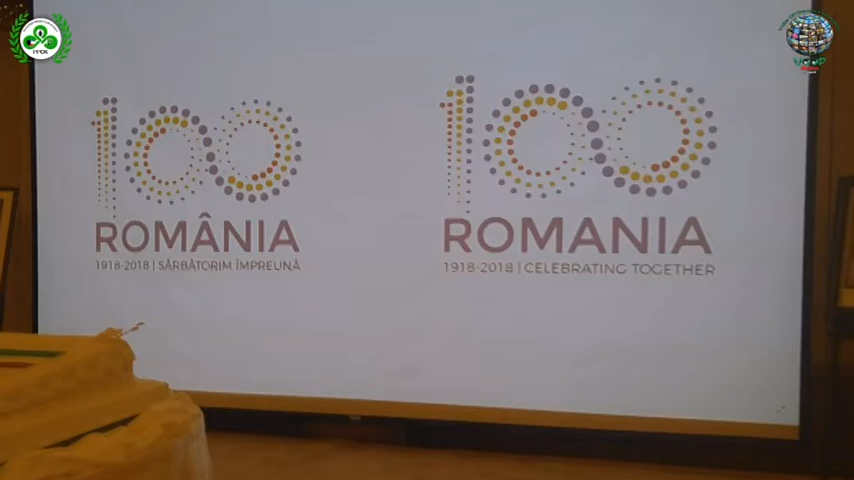 100
ROMÂNIA
1918-2018 | SĂRBĂTORIM ÎMPREUNĂ
100
ROMANIA
1918-2018 | CELEBRATING TOGETHER